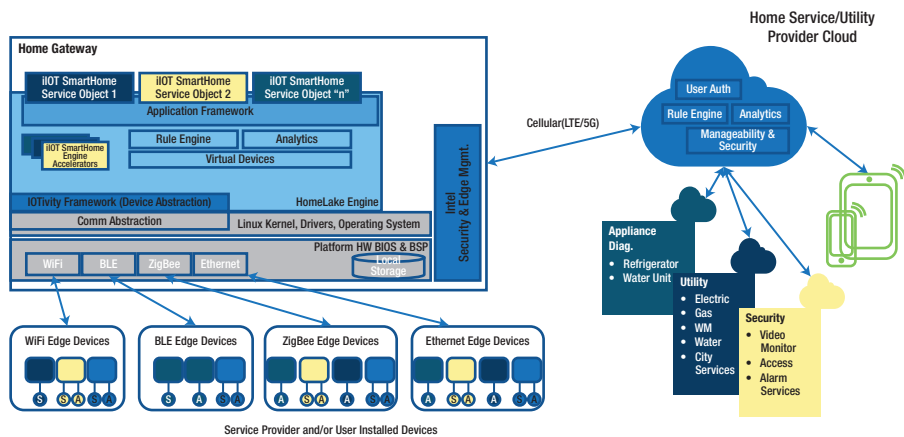 Home Service/Utility
Provider Cloud
Home Gateway
iIOT SmartHome
Service Object 1
iIOT SmartHome
Service Object 2
iIOT SmartHome
Service Object “n”
Application Framework
Rule Engine
Analytics
Virtual Devices
iIOT SmartHome
Engine
Accelerators
IOTivity Framework (Device Abstraction)
HomeLake Engine
Comm Abstraction
Linux Kernel, Drivers, Operating System
Platform HW BIOS & BSP
WiFi
BLE
ZigBee
Ethernet
Local
Storage
Intel
Security & Edge Mgmt.
Cellular(LTE/5G)
User Auth
Rule Engine
Analytics
Manageability &
Security
Appliance
Diag.
• Refrigerator
• Water Unit
Utility
• Electric
• Gas
• WM
• Water
• City
Services
Security
• Video
Monitor
• Access
• Alarm
Services
WiFi Edge Devices
S S A S A
BLE Edge Devices
S A S A
ZigBee Edge Devices
A S A A S A
Ethernet Edge Devices
A S A A S A
Service Provider and/or User Installed Devices